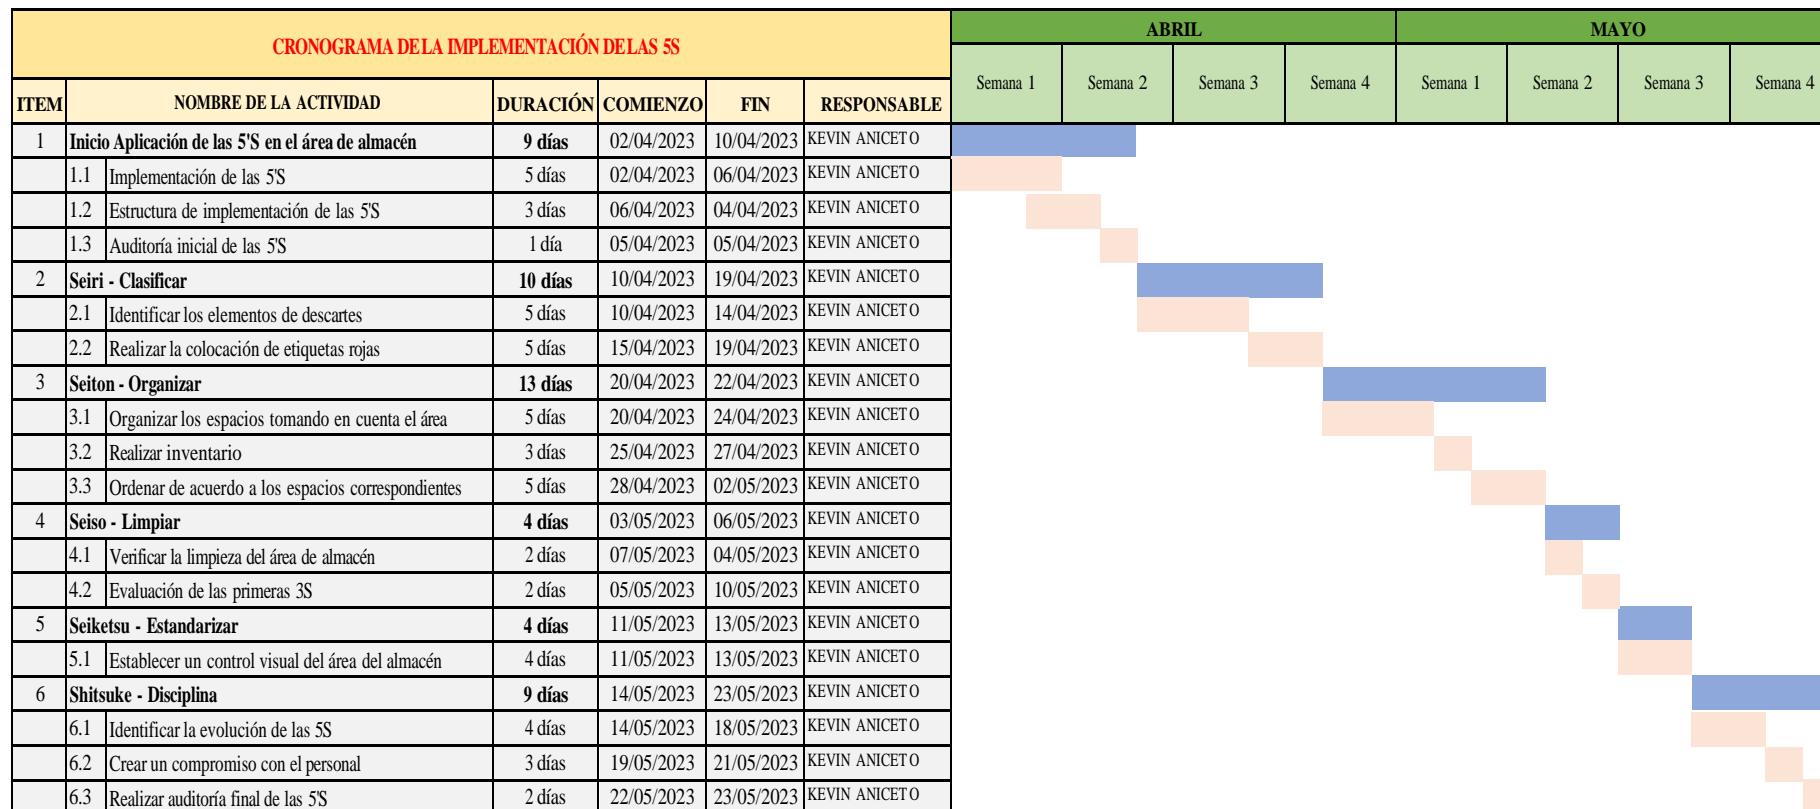 CRONOGRAMA DE LA IMPLEMENTACIÓN DE LAS 5S
ABRIL MAYO
Semana 1 Semana 2 Semana 3 Semana 4 Semana 1 Semana 2 Semana 3 Semana 4
ITEM NOMBRE DE LA ACTIVIDAD DURACIÓN COMIENZO FIN RESPONSABLE
1 Inicio Aplicación de las 5'S en el área de almacén 9 días 02/04/2023 10/04/2023 KEVIN ANICETO
1.1 Implementación de las 5'S 5 días 02/04/2023 06/04/2023 KEVIN ANICETO
1.2 Estructura de implementación de las 5'S 3 días 06/04/2023 04/04/2023 KEVIN ANICETO
1.3 Auditoría inicial de las 5'S 1 día 05/04/2023 05/04/2023 KEVIN ANICETO
2 Seiri - Clasificar 10 días 10/04/2023 19/04/2023 KEVIN ANICETO
2.1 Identificar los elementos de descartes 5 días 10/04/2023 14/04/2023 KEVIN ANICETO
2.2 Realizar la colocación de etiquetas rojas 5 días 15/04/2023 19/04/2023 KEVIN ANICETO
3 Seiton - Organizar 13 días 20/04/2023 22/04/2023 KEVIN ANICETO
3.1 Organizar los espacios tomando en cuenta el área 5 días 20/04/2023 24/04/2023 KEVIN ANICETO
3.2 Realizar inventario 3 días 25/04/2023 27/04/2023 KEVIN ANICETO
3.3 Ordenar de acuerdo a los espacios correspondientes 5 días 28/04/2023 02/05/2023 KEVIN ANICETO
4 Seiso - Limpiar 4 días 03/05/2023 06/05/2023 KEVIN ANICETO
4.1 Verificar la limpieza del área de almacén 2 días 07/05/2023 04/05/2023 KEVIN ANICETO
4.2 Evaluación de las primeras 3S 2 días 05/05/2023 10/05/2023 KEVIN ANICETO
5 Seiketsu - Estandarizar 4 días 11/05/2023 13/05/2023 KEVIN ANICETO
5.1 Establecer un control visual del área del almacén 4 días 11/05/2023 13/05/2023 KEVIN ANICETO
6 Shitsuke - Disciplina 9 días 14/05/2023 23/05/2023 KEVIN ANICETO
6.1 Identificar la evolución de las 5S 4 días 14/05/2023 18/05/2023 KEVIN ANICETO
6.2 Crear un compromiso con el personal 3 días 19/05/2023 21/05/2023 KEVIN ANICETO
6.3 Realizar auditoría final de las 5'S 2 días 22/05/2023 23/05/2023 KEVIN ANICETO